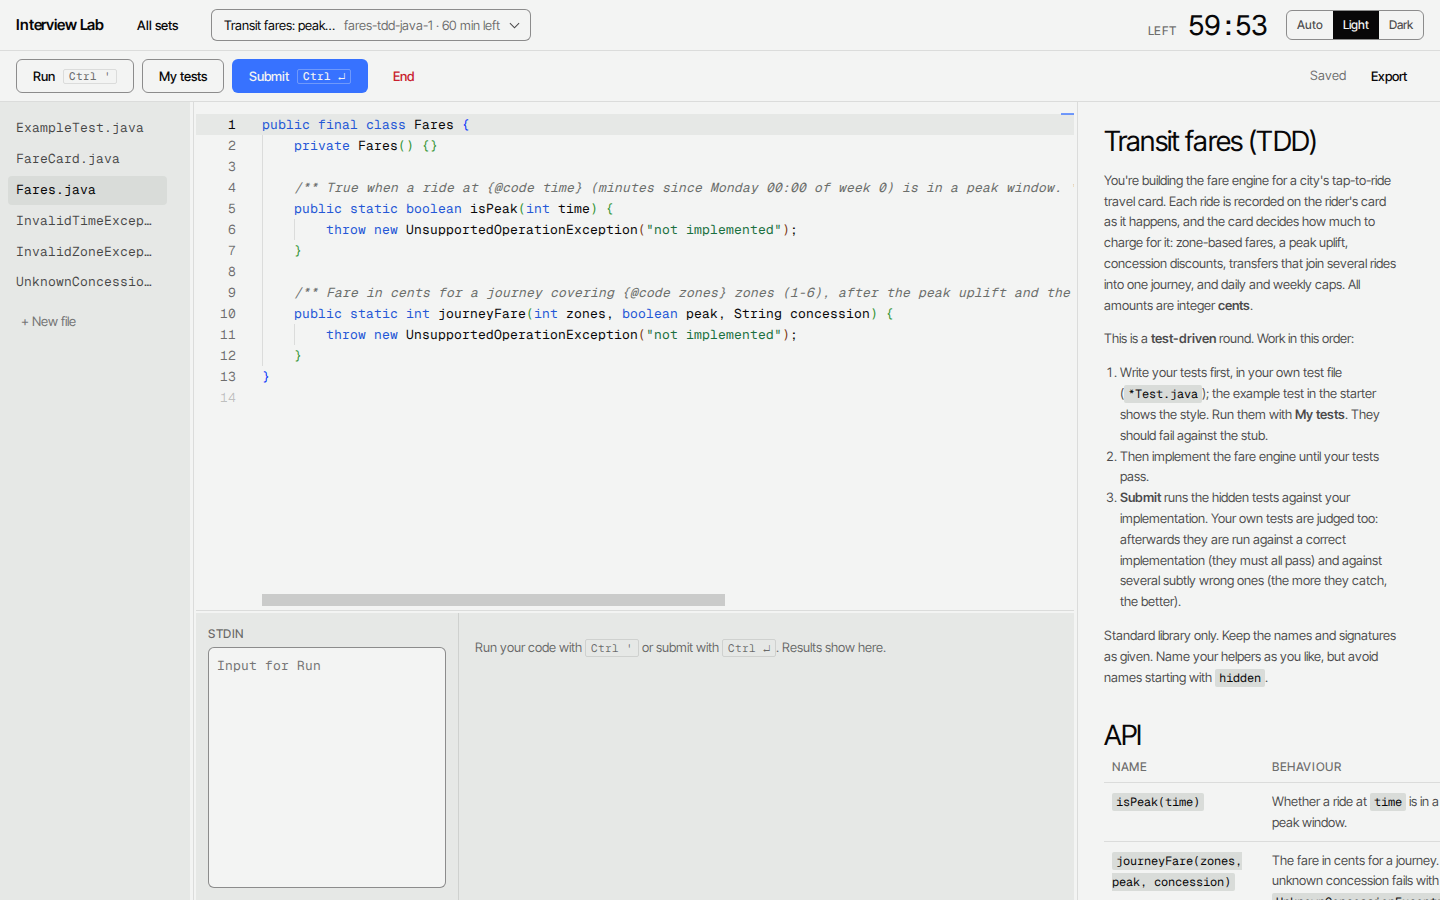 Interview Lab
All sets
Transit fares: peak... fares-tdd-java-1 · 60 min left
LEFT 59:53
Auto Light Dark
Run Ctrl '
My tests
Submit Ctrl ↵
End
Saved
Export
ExampleTest.java
FareCard.java
Fares.java
InvalidTimeExcep…
InvalidZoneExcep…
UnknownConcessio…
+ New file
1 public final class Fares {
2 private Fares() {}
3
4 /** True when a ride at {@code time} (minutes since Monday 00:00 of week 0) is in a peak window.
5 public static boolean isPeak(int time) {
6 throw new UnsupportedOperationException("not implemented");
7 }
8
9 /** Fare in cents for a journey covering {@code zones} zones (1-6), after the peak uplift and the
10 public static int journeyFare(int zones, boolean peak, String concession) {
11 throw new UnsupportedOperationException("not implemented");
12 }
13 }
14
STDIN
Input for Run
Run your code with Ctrl ' or submit with Ctrl ↵. Results show here.
Transit fares (TDD)
You're building the fare engine for a city's tap-to-ride
travel card. Each ride is recorded on the rider's card
as it happens, and the card decides how much to
charge for it: zone-based fares, a peak uplift,
concession discounts, transfers that join several rides
into one journey, and daily and weekly caps. All
amounts are integer cents.
This is a test-driven round. Work in this order:
1. Write your tests first, in your own test file
(*Test.java); the example test in the starter
shows the style. Run them with My tests. They
should fail against the stub.
2. Then implement the fare engine until your tests
pass.
3. Submit runs the hidden tests against your
implementation. Your own tests are judged too:
afterwards they are run against a correct
implementation (they must all pass) and against
several subtly wrong ones (the more they catch,
the better).
Standard library only. Keep the names and signatures
as given. Name your helpers as you like, but avoid
names starting with hidden.
API
NAME BEHAVIOUR
isPeak(time) Whether a ride at time is in a
peak window.
journeyFare(zones, The fare in cents for a journey.
peak, concession) unknown concession fails with